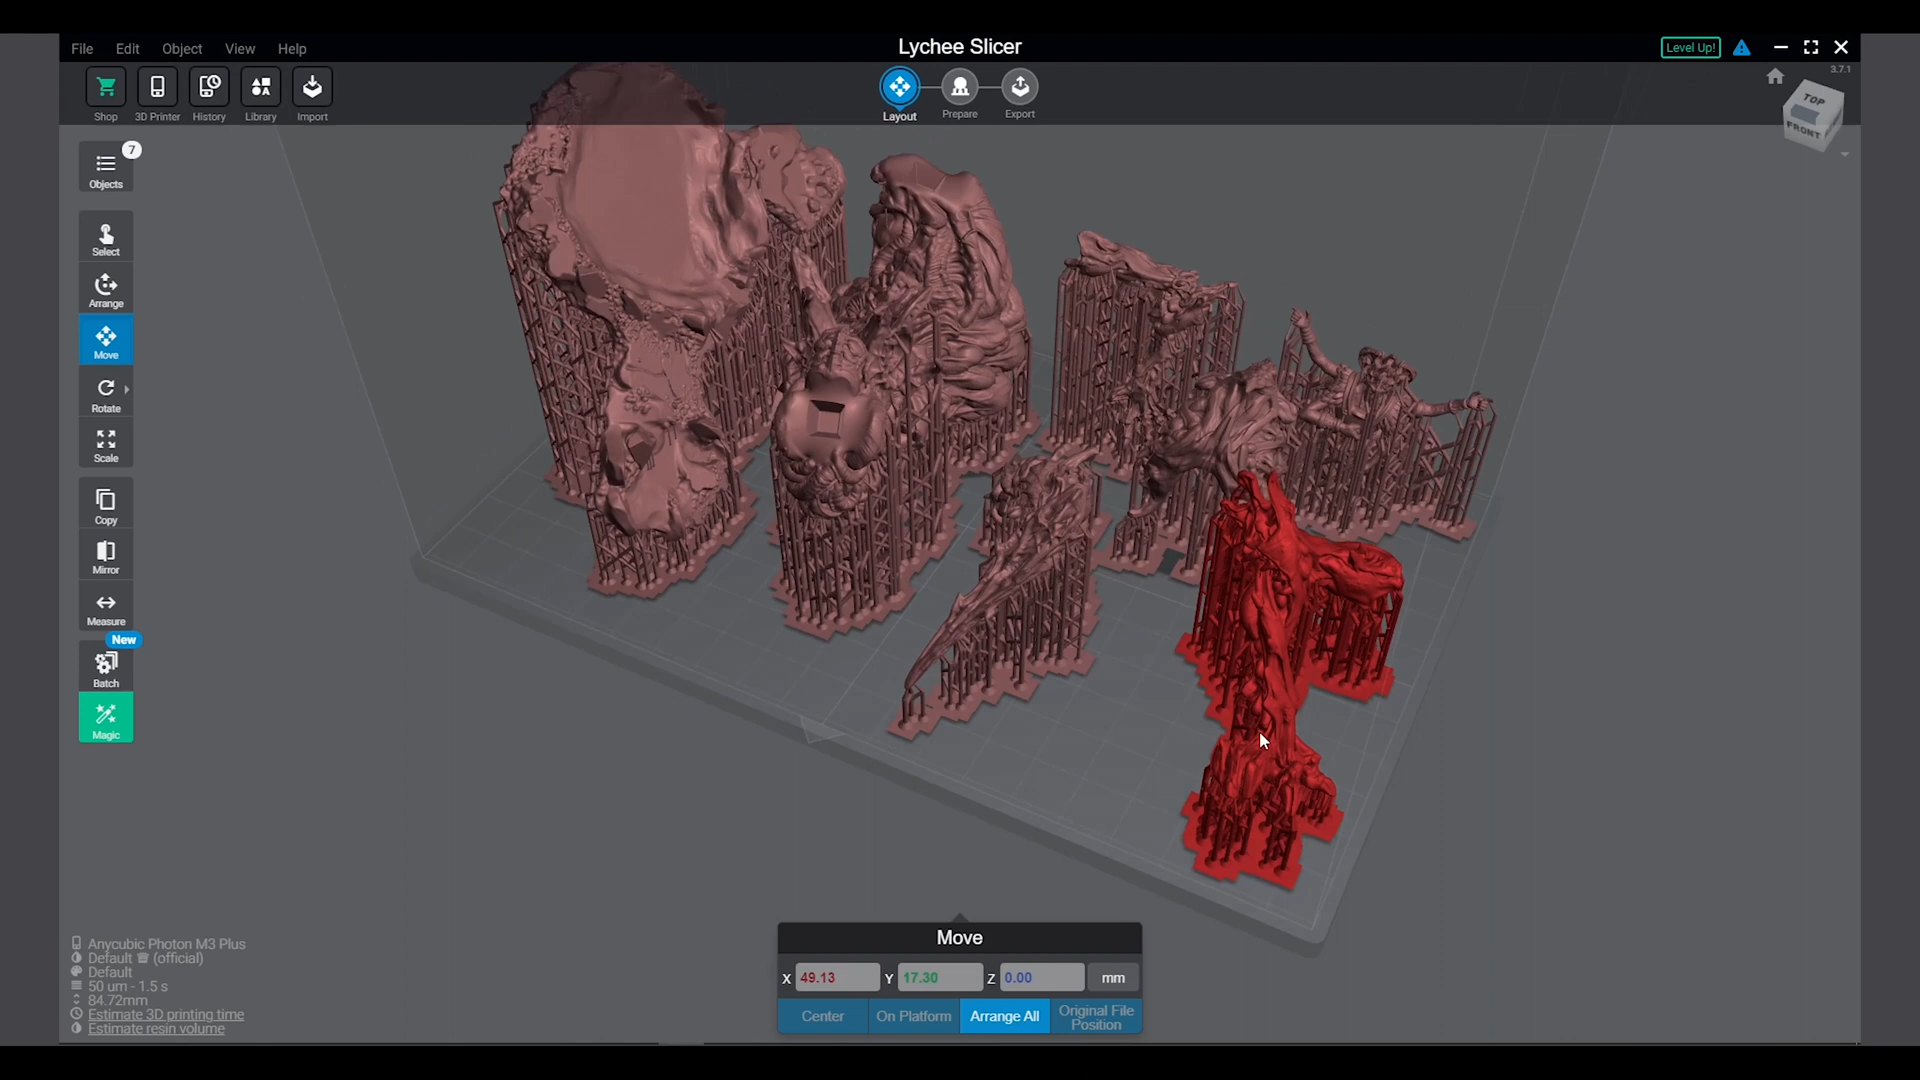 File Edit Object View Help
Lychee Slicer
Level Up!
3.7.1
Shop
3D Printer
History
Library
Import
Layout
Prepare
Export
TOP
FRONT
7
Objects
Select
Arrange
Move
Rotate
Scale
Copy
Mirror
Measure
New
Batch
Magic
Anycubic Photon M3 Plus
Default (official)
Default
50 um - 1.5 s
84.72mm
Estimate 3D printing time
Estimate resin volume
Move
X 49.13 Y 17.30 Z 0.00 mm
Center
On Platform
Arrange All
Original File
Position